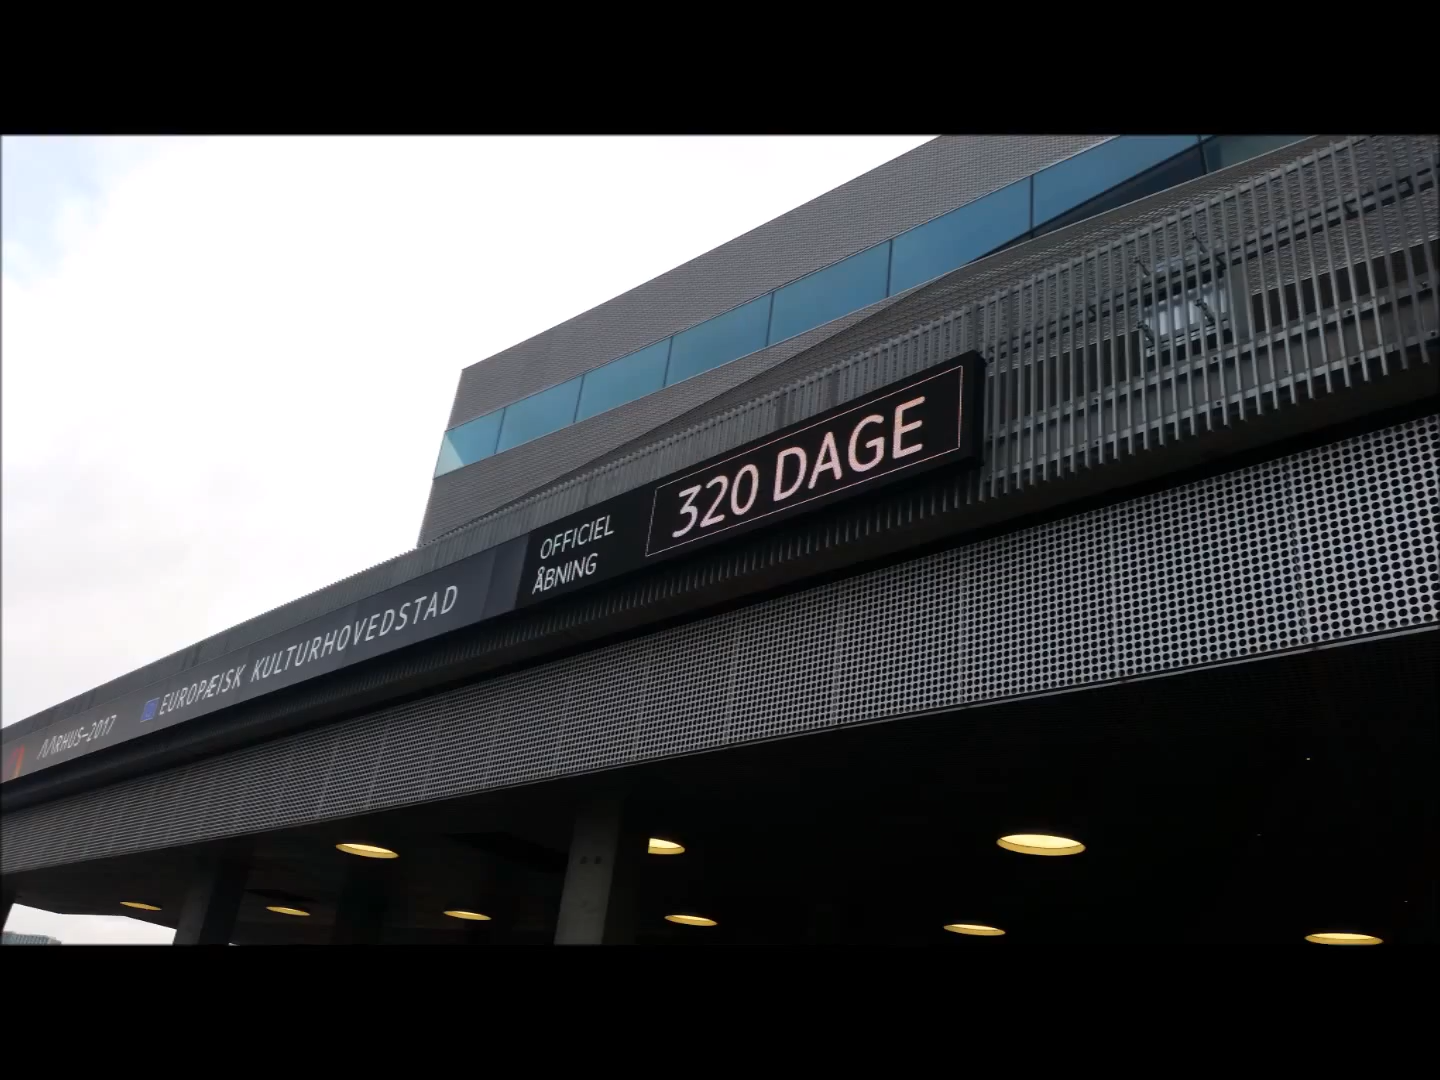 AARHUS–2017
EUROPÆISK KULTURHOVEDSTAD
OFFICIEL
ÅBNING
320 DAGE